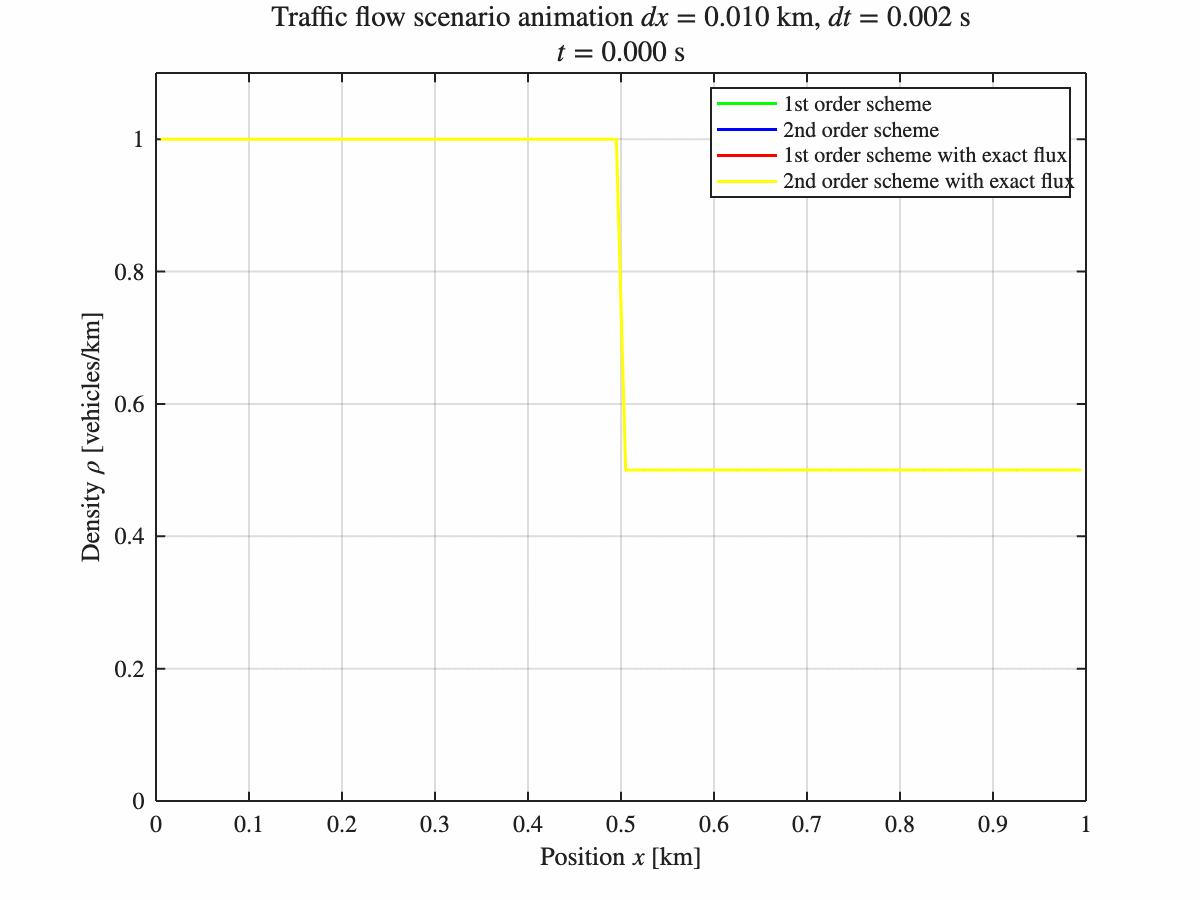 Traffic flow scenario animation dx = 0.010 km, dt = 0.002 s
t = 0.000 s
1st order scheme
2nd order scheme
1st order scheme with exact flux
2nd order scheme with exact flux
Density ρ [vehicles/km]
1
0.8
0.6
0.4
0.2
0
0 0.1 0.2 0.3 0.4 0.5 0.6 0.7 0.8 0.9 1
Position x [km]